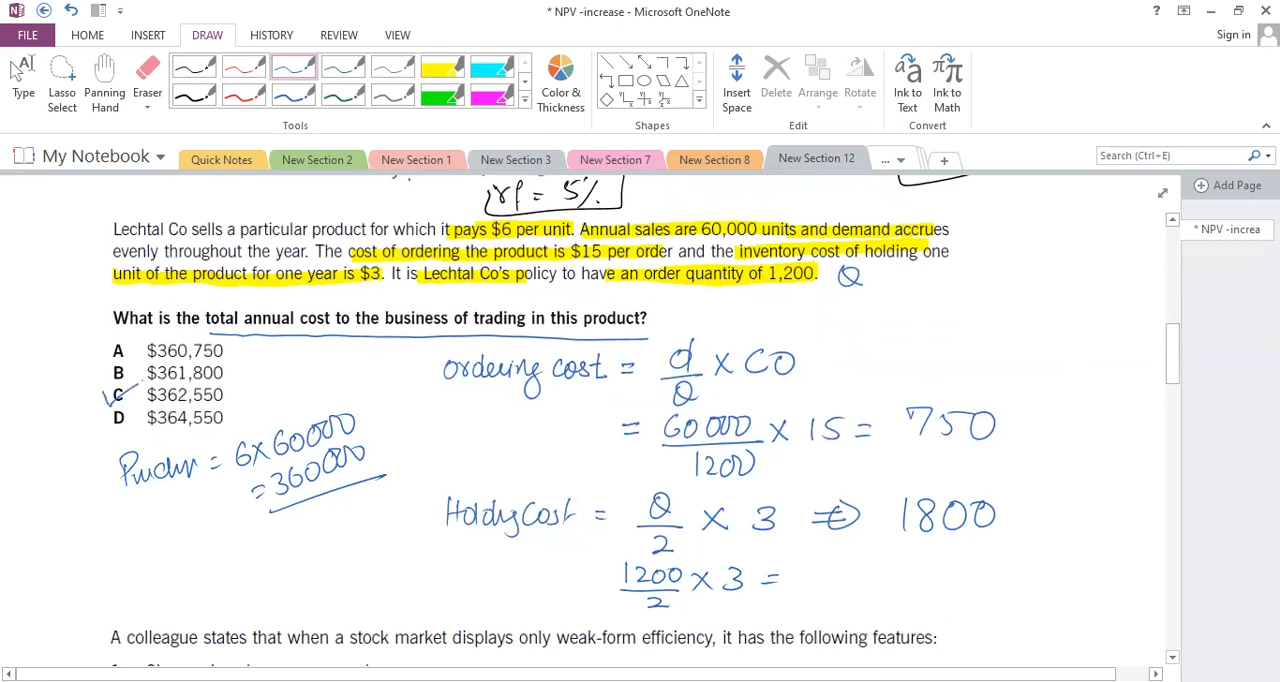 * NPV -increase - Microsoft OneNote
?
Sign in
FILE HOME INSERT DRAW HISTORY REVIEW VIEW
Type Lasso Select Panning Hand Eraser Color & Thickness Insert Space Delete Arrange Rotate Ink to Text Ink to Math
Tools Shapes Edit Convert
My Notebook Quick Notes New Section 2 New Section 1 New Section 3 New Section 7 New Section 8 New Section 12 ... Search (Ctrl+E)
Add Page
* NPV -increa
rf = 5%
Lechtal Co sells a particular product for which it pays $6 per unit. Annual sales are 60,000 units and demand accrues
evenly throughout the year. The cost of ordering the product is $15 per order and the inventory cost of holding one
unit of the product for one year is $3. It is Lechtal Co's policy to have an order quantity of 1,200. Q
What is the total annual cost to the business of trading in this product?
A $360,750
B $361,800
C $362,550
D $364,550
Ordering cost = d/Q × CO
= 60000/1200 × 15 = 750
= 6×60000
= 360000
Cost = Q/2 × 3 => 1800
1200/2 × 3 =
A colleague states that when a stock market displays only weak-form efficiency, it has the following features: